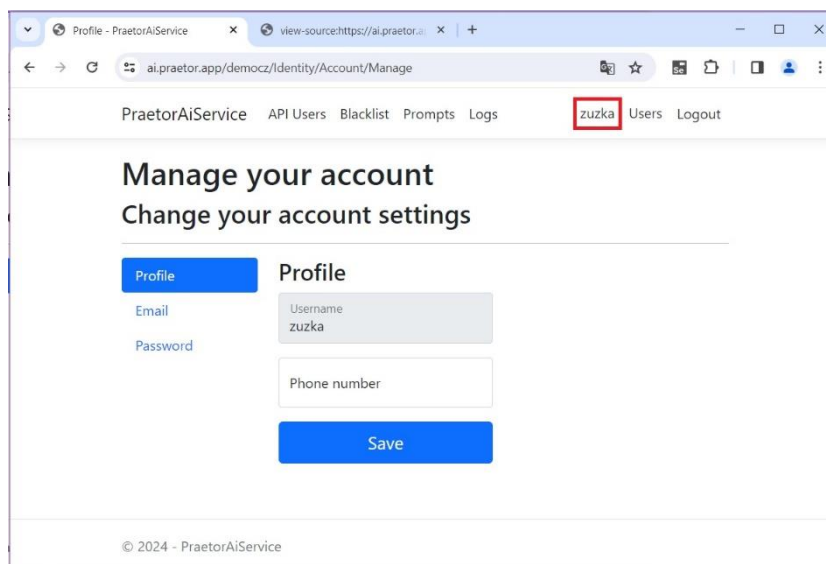 Profile - PraetorAiService
view-source:https://ai.praetor.a
ai.praetor.app/democz/Identity/Account/Manage
PraetorAiService API Users Blacklist Prompts Logs zuzka Users Logout
Manage your account
Change your account settings
Profile
Email
Password
Profile
Username
zuzka
Phone number
Save
© 2024 - PraetorAiService